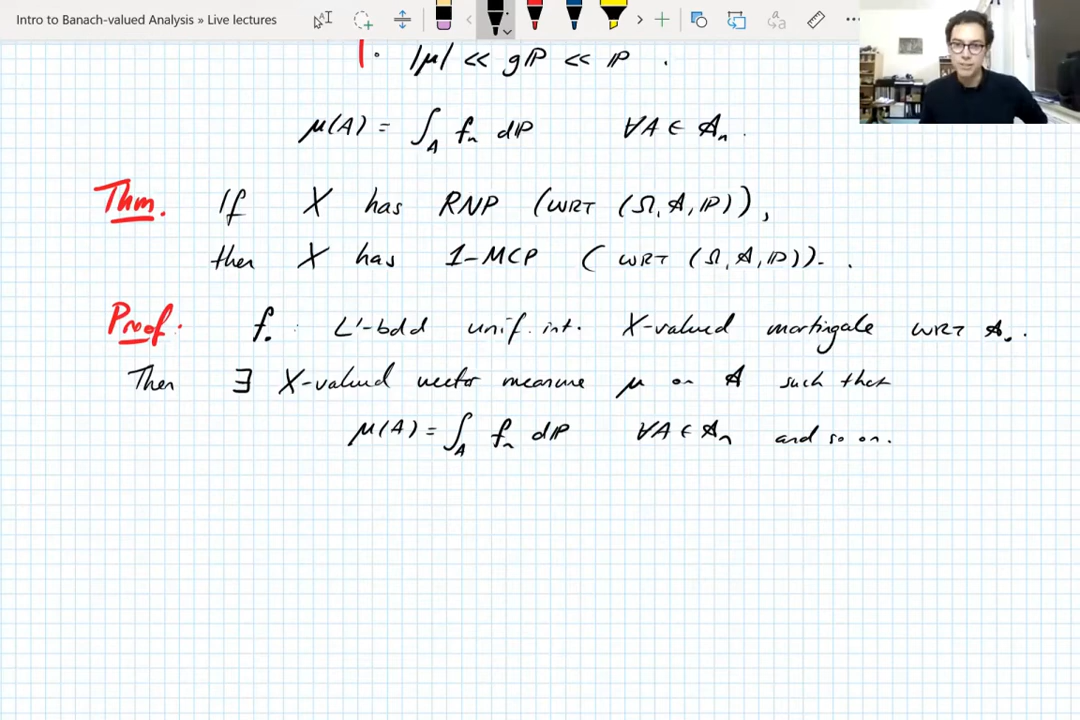 Intro to Banach-valued Analysis » Live lectures
1. |μ| << gℙ << ℙ .
μ(A) = ∫_A f_n dℙ ∀A ∈ 𝒜_n .
Thm. If X has RNP (WRT (Ω, 𝒜, ℙ)),
then X has 1-MCP (WRT (Ω, 𝒜, ℙ)). .
Proof: f. : L¹-bdd unif. int. X-valued martingale WRT 𝒜. .
Then ∃ X-valued vector measure μ on 𝒜 such that
μ(A) = ∫_A f_n dℙ ∀A ∈ 𝒜_n and so on.